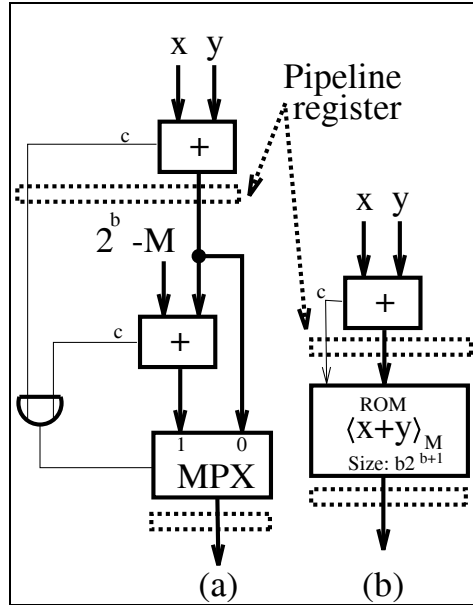 x y
Pipeline
register
c
+
2^b -M
x y
c
+
c
+
ROM
⟨x+y⟩_M
Size: b2^{b+1}
1 0
MPX
(a) (b)